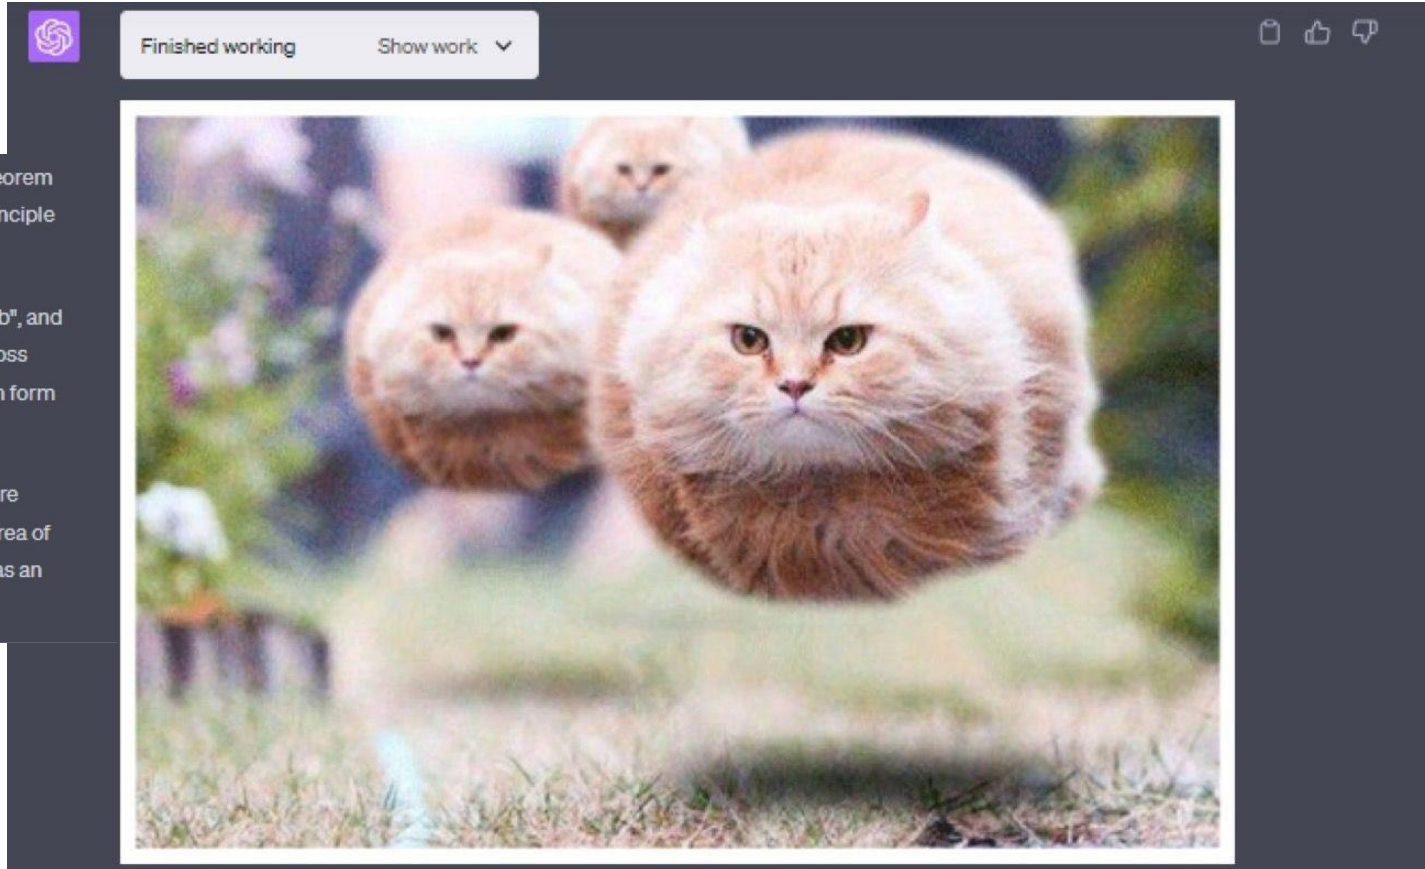 Finished working
Show work
eorem
nciple
b", and
oss
n form
re
rea of
as an